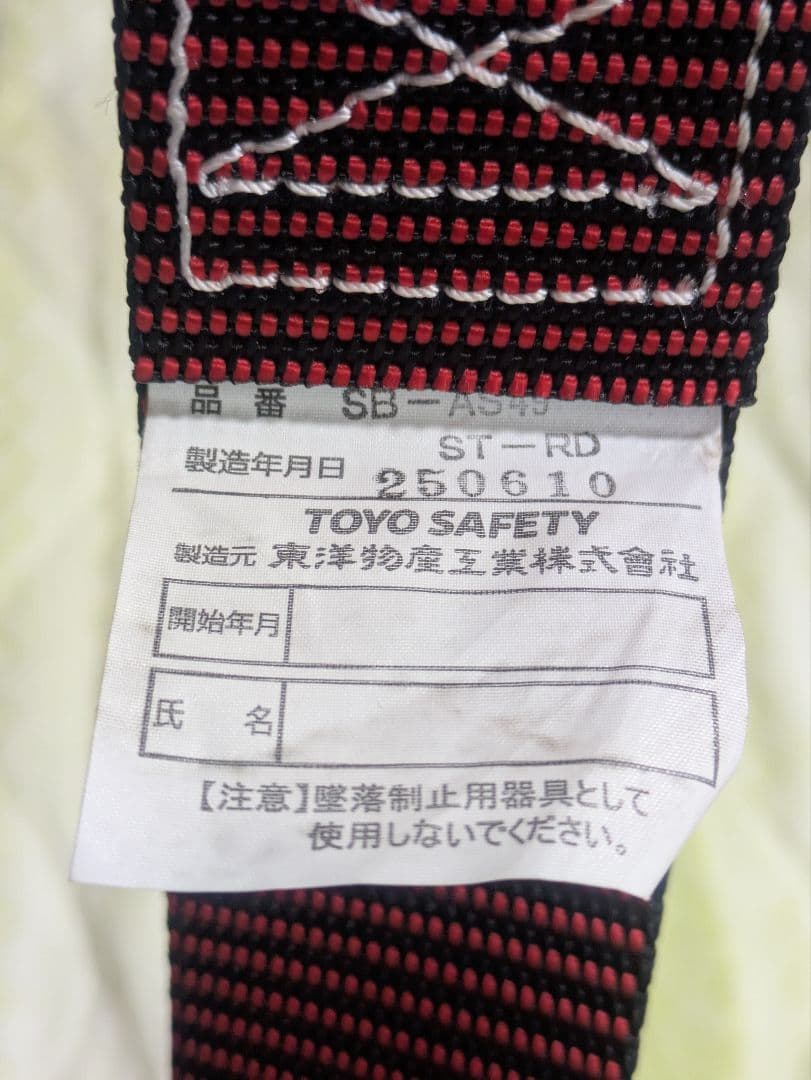 品 番 SB－AS49
ST－RD
製造年月日 250610
TOYO SAFETY
製造元 東洋物産工業株式會社
開始年月
氏 名
【注意】墜落制止用器具として
使用しないでください。